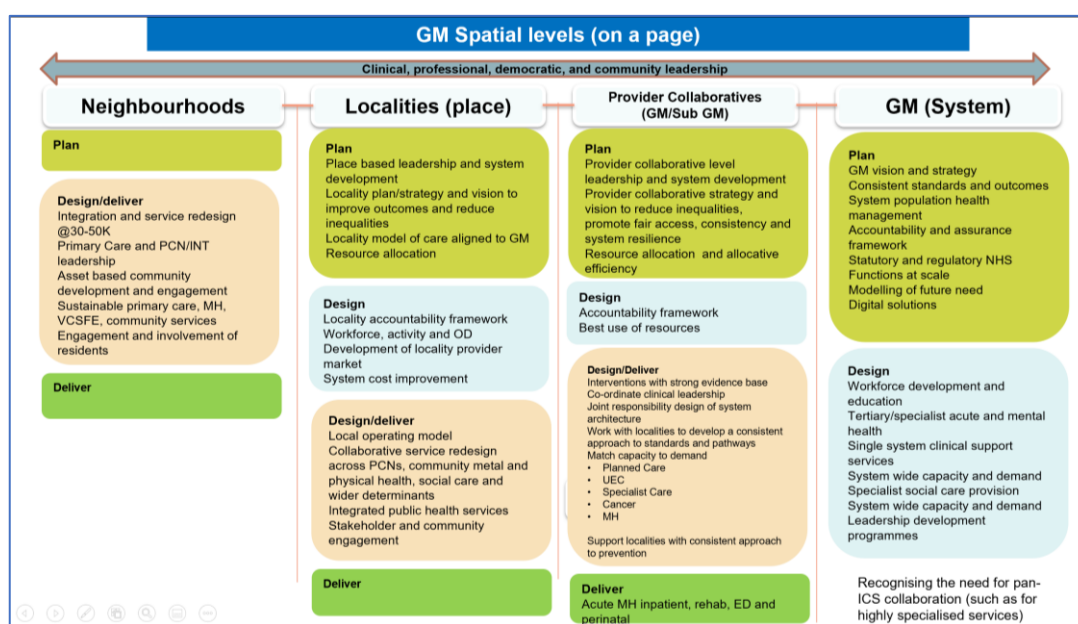 GM Spatial levels (on a page)
Clinical, professional, democratic, and community leadership
Neighbourhoods
Plan
Design/deliver
Integration and service redesign
@30-50K
Primary Care and PCN/INT
leadership
Asset based community
development and engagement
Sustainable primary care, MH,
VCSFE, community services
Engagement and involvement of
residents
Deliver
Localities (place)
Plan
Place based leadership and system
development
Locality plan/strategy and vision to
improve outcomes and reduce
inequalities
Locality model of care aligned to GM
Resource allocation
Design
Locality accountability framework
Workforce, activity and OD
Development of locality provider
market
System cost improvement
Design/deliver
Local operating model
Collaborative service redesign
across PCNs, community metal and
physical health, social care and
wider determinants
Integrated public health services
Stakeholder and community
engagement
Deliver
Provider Collaboratives
(GM/Sub GM)
Plan
Provider collaborative level
leadership and system development
Provider collaborative strategy and
vision to reduce inequalities,
promote fair access, consistency and
system resilience
Resource allocation and allocative
efficiency
Design
Accountability framework
Best use of resources
Design/Deliver
Interventions with strong evidence base
Co-ordinate clinical leadership
Joint responsibility design of system
architecture
Work with localities to develop a consistent
approach to standards and pathways
Match capacity to demand
• Planned Care
• UEC
• Specialist Care
• Cancer
• MH
Support localities with consistent approach
to prevention
Deliver
Acute MH inpatient, rehab, ED and
perinatal
GM (System)
Plan
GM vision and strategy
Consistent standards and outcomes
System population health
management
Accountability and assurance
framework
Statutory and regulatory NHS
Functions at scale
Modelling of future need
Digital solutions
Design
Workforce development and
education
Tertiary/specialist acute and mental
health
Single system clinical support
services
System wide capacity and demand
Specialist social care provision
System wide capacity and demand
Leadership development
programmes
Recognising the need for pan-
ICS collaboration (such as for
highly specialised services)